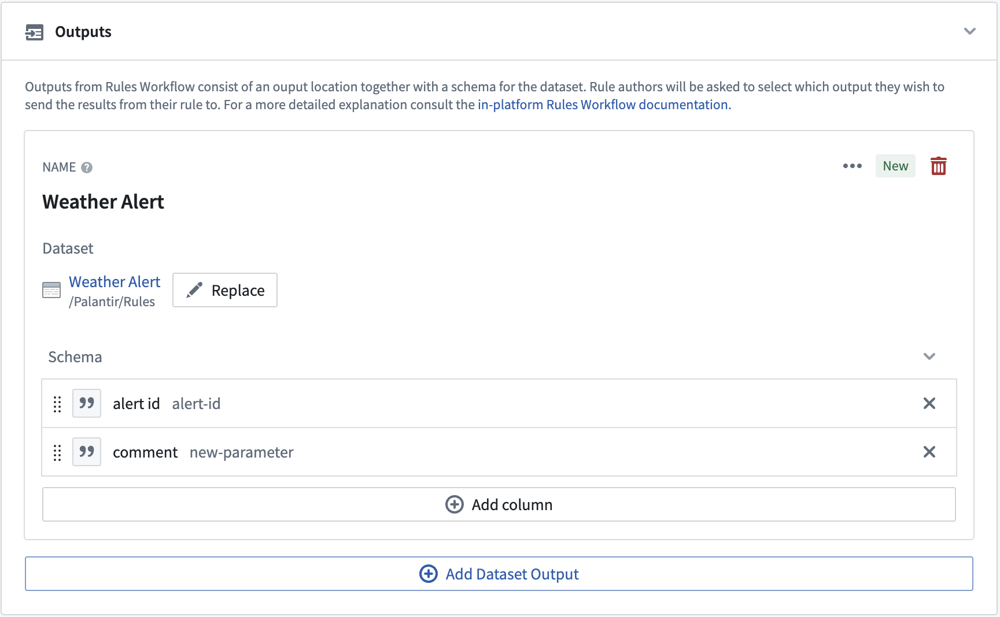 Outputs
Outputs from Rules Workflow consist of an ouput location together with a schema for the dataset. Rule authors will be asked to select which output they wish to
send the results from their rule to. For a more detailed explanation consult the in-platform Rules Workflow documentation.
NAME ?
New
Weather Alert
Dataset
Weather Alert
/Palantir/Rules
Replace
Schema
alert id alert-id
comment new-parameter
Add column
Add Dataset Output